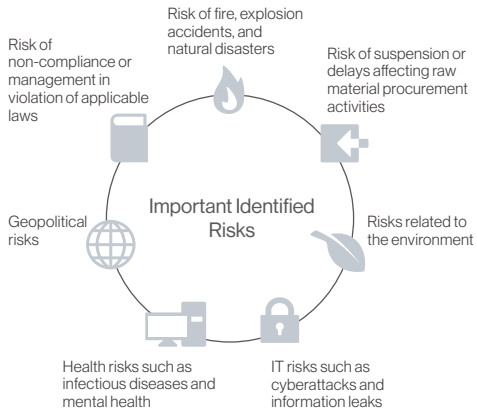 Risk of fire, explosion
accidents, and
natural disasters
Risk of suspension or
delays affecting raw
material procurement
activities
Risks related to
the environment
IT risks such as
cyberattacks and
information leaks
Health risks such as
infectious diseases and
mental health
Geopolitical
risks
Risk of
non-compliance or
management in
violation of applicable
laws
Important Identified
Risks